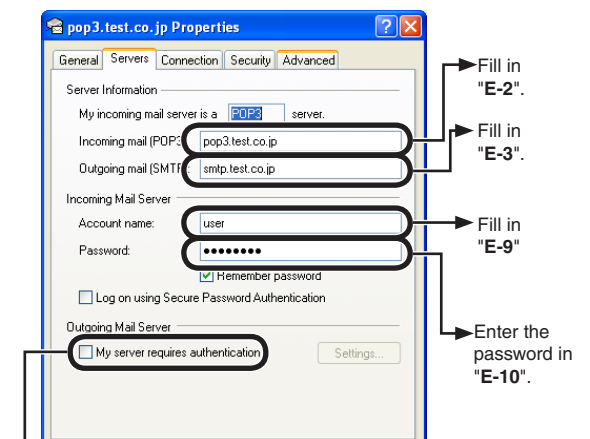 pop3.test.co.jp Properties
General Servers Connection Security Advanced
Server Information
My incoming mail server is a POP3 server.
Incoming mail (POP3 pop3.test.co.jp
Outgoing mail (SMTP : smtp.test.co.jp
Incoming Mail Server
Account name: user
Password: ●●●●●●●●
Remember password
Log on using Secure Password Authentication
Outgoing Mail Server
My server requires authentication Settings...
Fill in
"E-2".
Fill in
"E-3".
Fill in
"E-9"
Enter the
password in
"E-10".